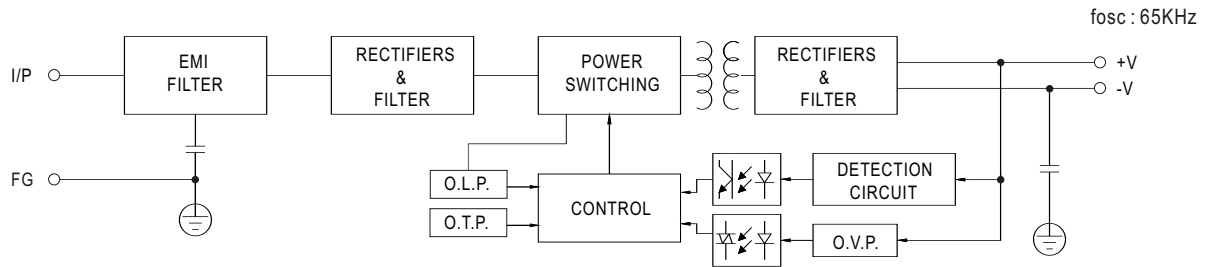 fosc : 65KHz
I/P
EMI
FILTER
RECTIFIERS
&
FILTER
POWER
SWITCHING
RECTIFIERS
&
FILTER
+V
-V
FG
O.L.P.
O.T.P.
CONTROL
DETECTION
CIRCUIT
O.V.P.